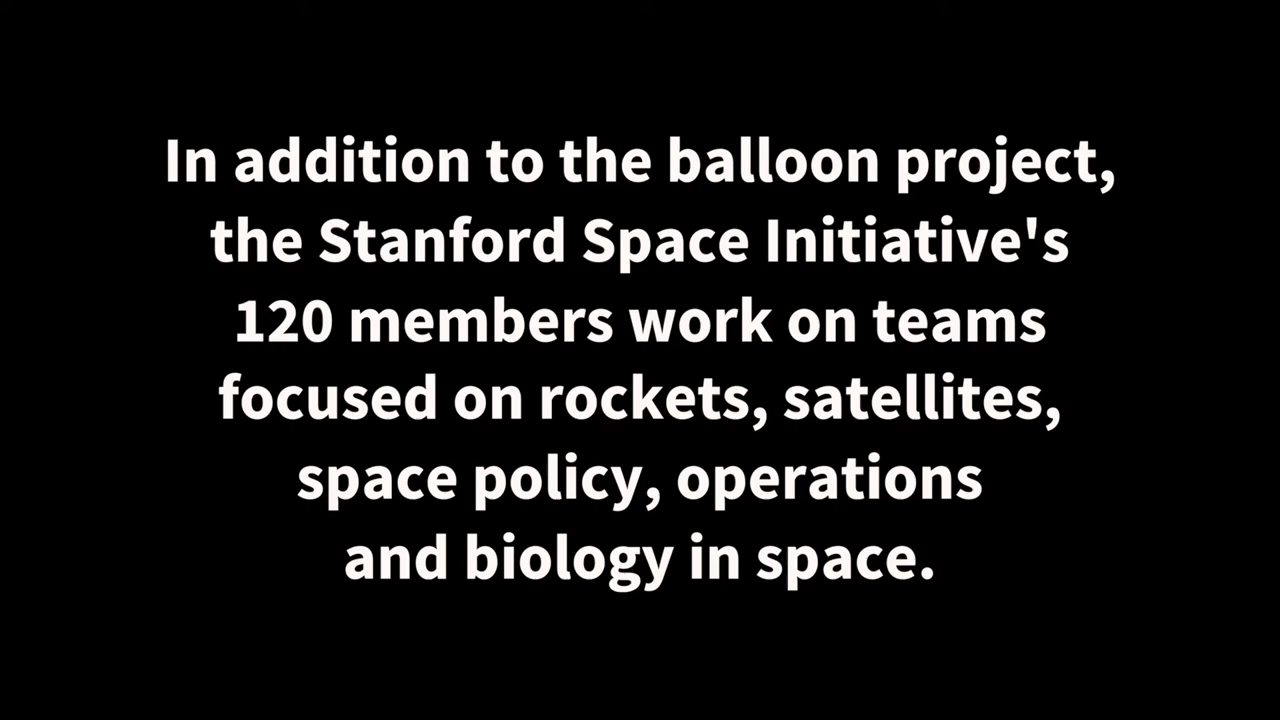 In addition to the balloon project,
the Stanford Space Initiative's
120 members work on teams
focused on rockets, satellites,
space policy, operations
and biology in space.